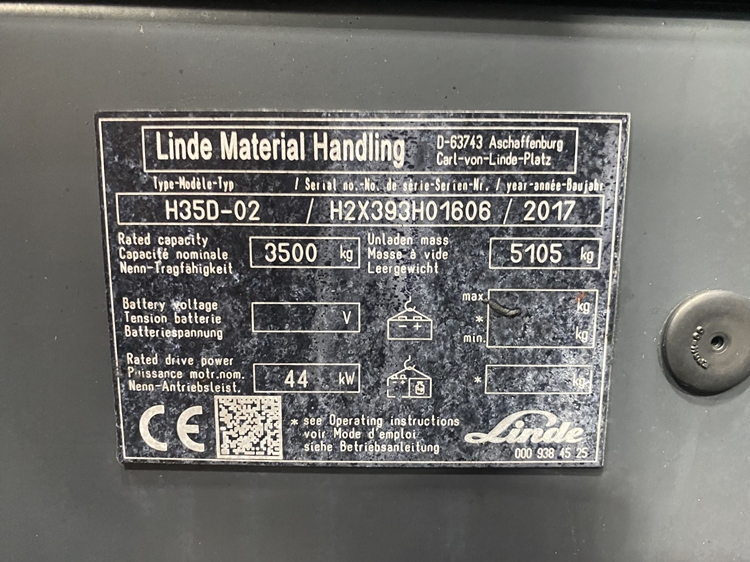 Linde Material Handling
D-63743 Aschaffenburg
Carl-von-Linde-Platz
Type-Modèle-Typ / Serial no.-No. de série-Serien-Nr. / year-année-Baujahr
H35D-02 / H2X393H01606 / 2017
Rated capacity
Capacité nominale
Nenn-Tragfähigkeit
3500 kg
Unladen mass
Masse à vide
Leergewicht
5105 kg
Battery voltage
Tension batterie
Batteriespannung
V
max. kg
*
min. kg
Rated drive power
Puissance motr.nom.
Nenn-Antriebsleist.
44 kW
* kg
CE
* see Operating instructions
voir Mode d'emploi
siehe Betriebsanleitung
Linde
000 938 45 25